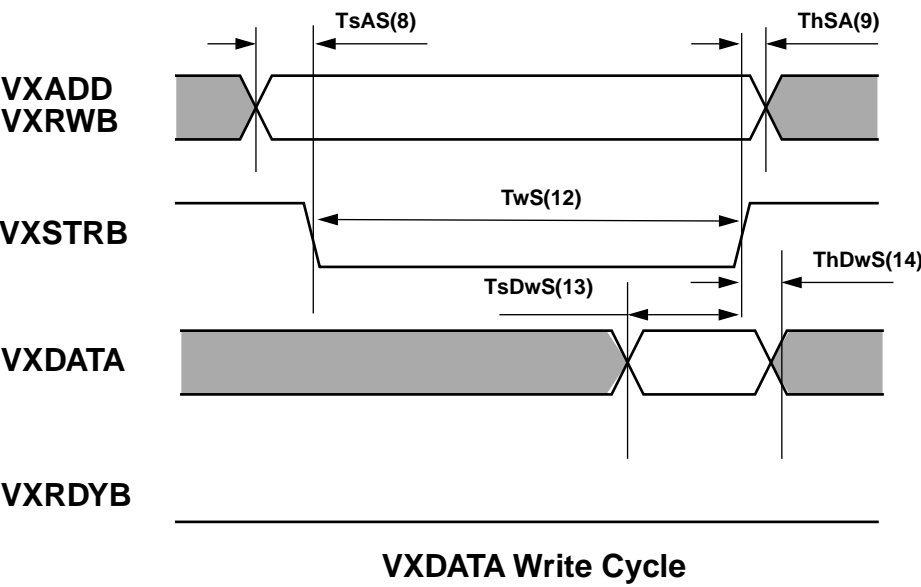 TsAS(8)
ThSA(9)
VXADD
VXRWB
TwS(12)
VXSTRB
ThDwS(14)
TsDwS(13)
VXDATA
VXRDYB
VXDATA Write Cycle